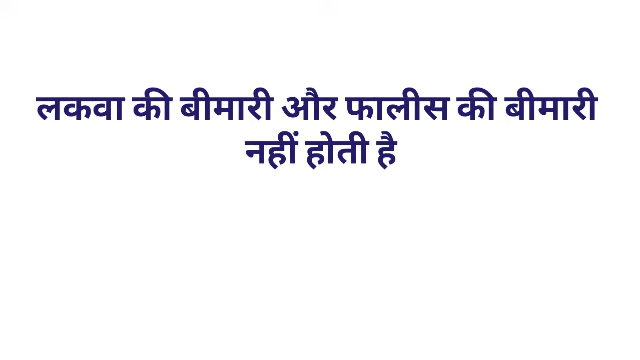 लकवा की बीमारी और फालीस की बीमारी
नहीं होती है